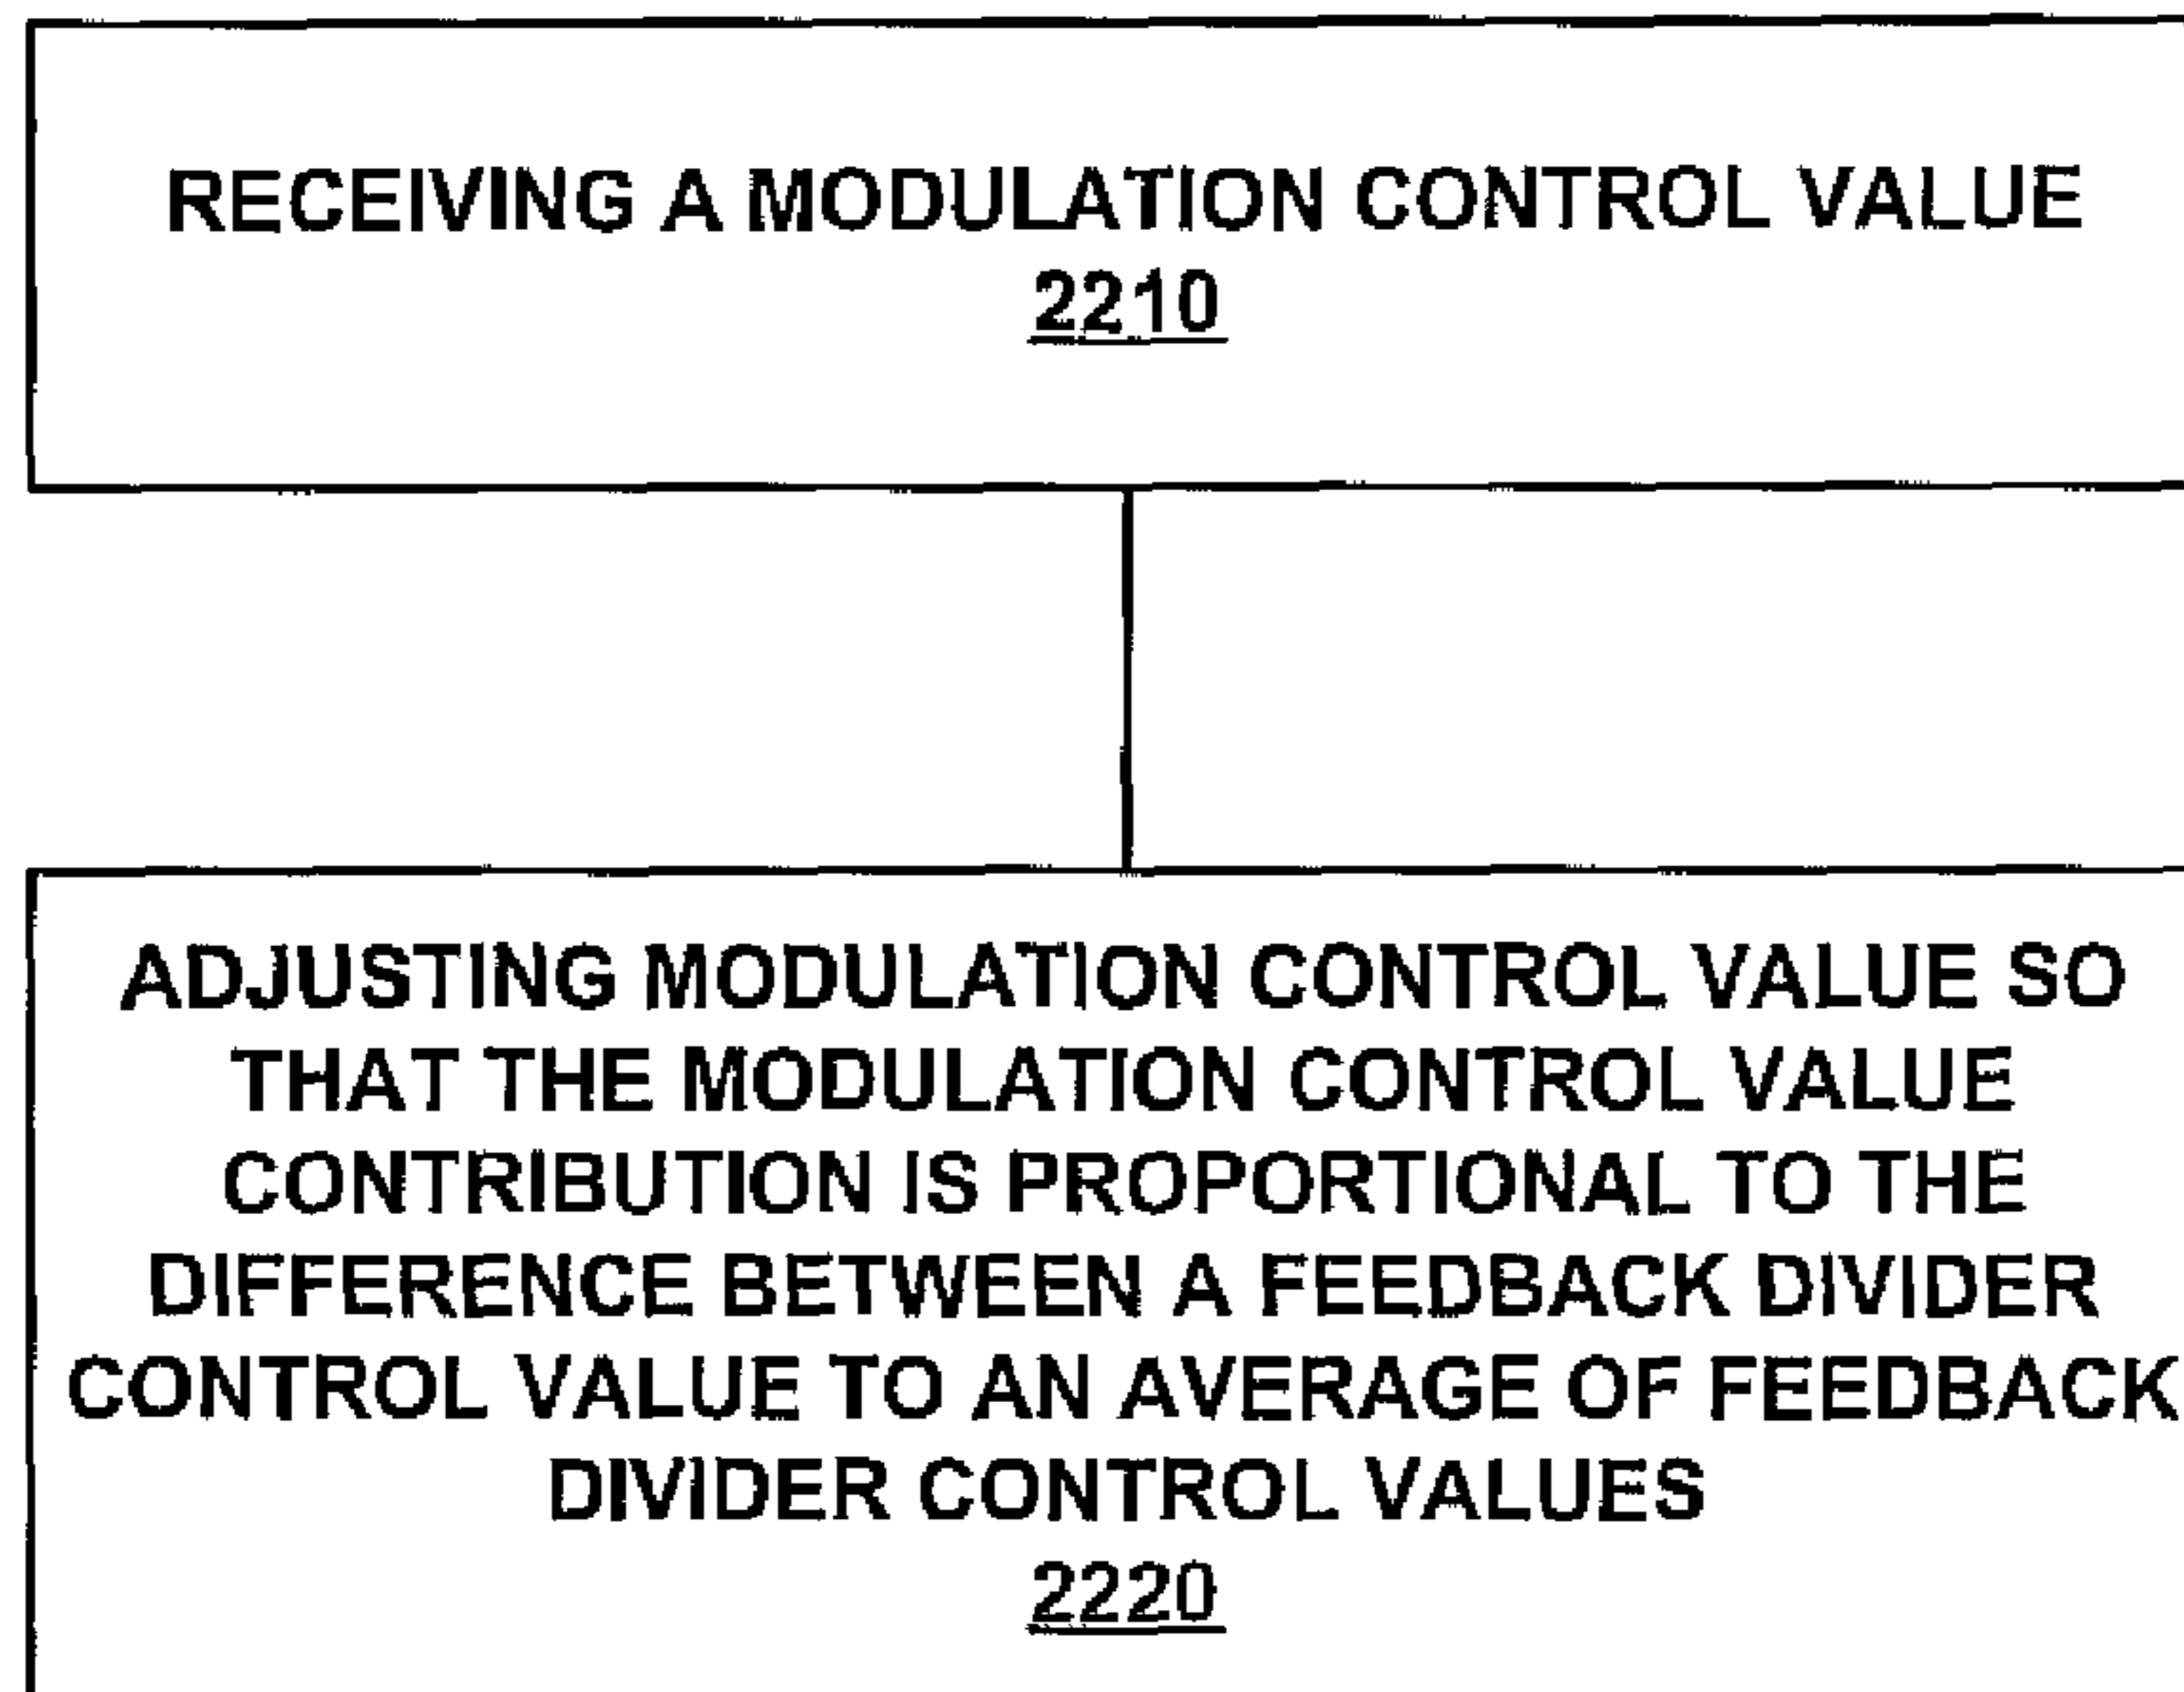 RECEIVING A MODULATION CONTROL VALUE
2210
ADJUSTING MODULATION CONTROL VALUE SO
THAT THE MODULATION CONTROL VALUE
CONTRIBUTION IS PROPORTIONAL TO THE
DIFFERENCE BETWEEN A FEEDBACK DIVIDER
CONTROL VALUE TO AN AVERAGE OF FEEDBACK
DIVIDER CONTROL VALUES
2220